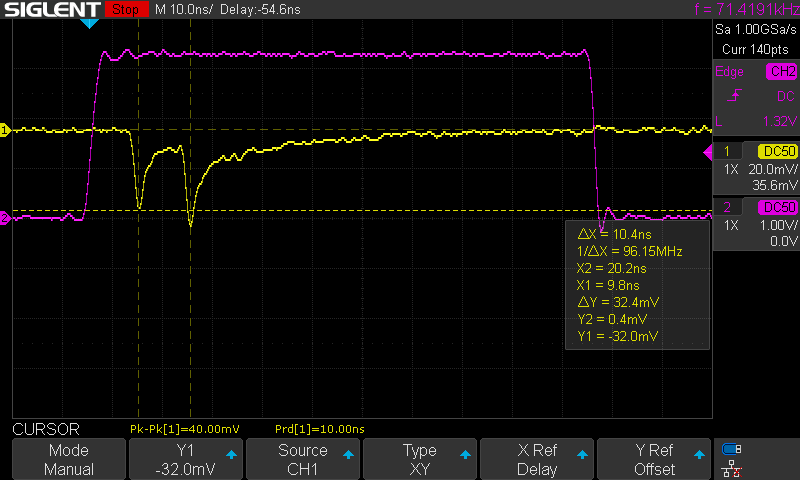 SIGLENT Stop M 10.0ns/ Delay:-54.6ns f = 71.4191kHz
Sa 1.00GSa/s
Curr 140pts
Edge CH2
DC
L 1.32V
1 DC50
1X 20.0mV/
35.6mV
2 DC50
1X 1.00V/
0.0V
1
2
ΔX = 10.4ns
1/ΔX = 96.15MHz
X2 = 20.2ns
X1 = 9.8ns
ΔY = 32.4mV
Y2 = 0.4mV
Y1 = -32.0mV
CURSOR Pk-Pk[1]=40.00mV Prd[1]=10.00ns
Mode
Manual
Y1
-32.0mV
Source
CH1
Type
XY
X Ref
Delay
Y Ref
Offset